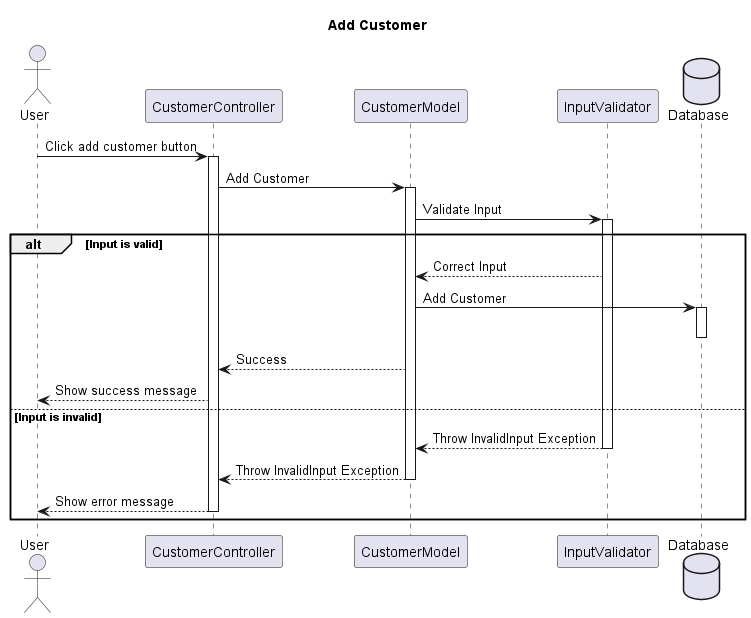 Add Customer
User
CustomerController
CustomerModel
InputValidator
Database
Click add customer button
Add Customer
Validate Input
alt
[Input is valid]
Correct Input
Add Customer
Success
Show success message
[Input is invalid]
Throw InvalidInput Exception
Throw InvalidInput Exception
Show error message
User
CustomerController
CustomerModel
InputValidator
Database